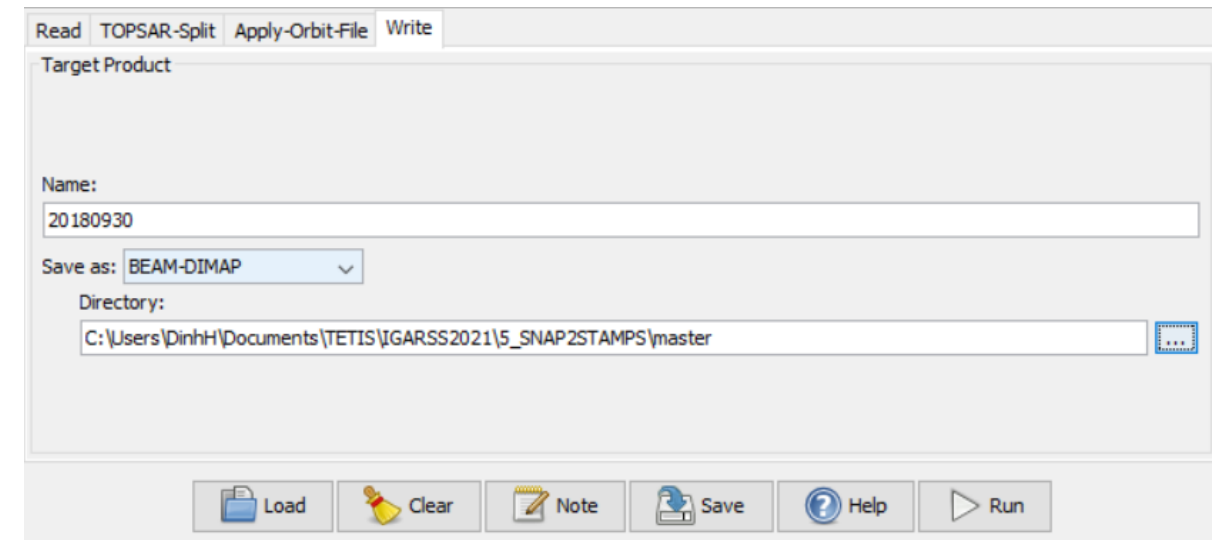 Read TOPSAR-Split Apply-Orbit-File Write
Target Product
Name:
20180930
Save as: BEAM-DIMAP
Directory:
C:\Users\DinhH\Documents\TETIS\IGARSS2021\5_SNAP2STAMPS\master
...
Load Clear Note Save Help Run